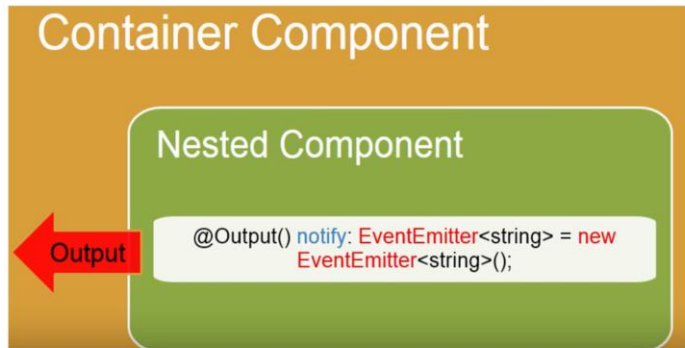 Container Component
Nested Component
@Output() notify: EventEmitter<string> = new
EventEmitter<string>();
Output